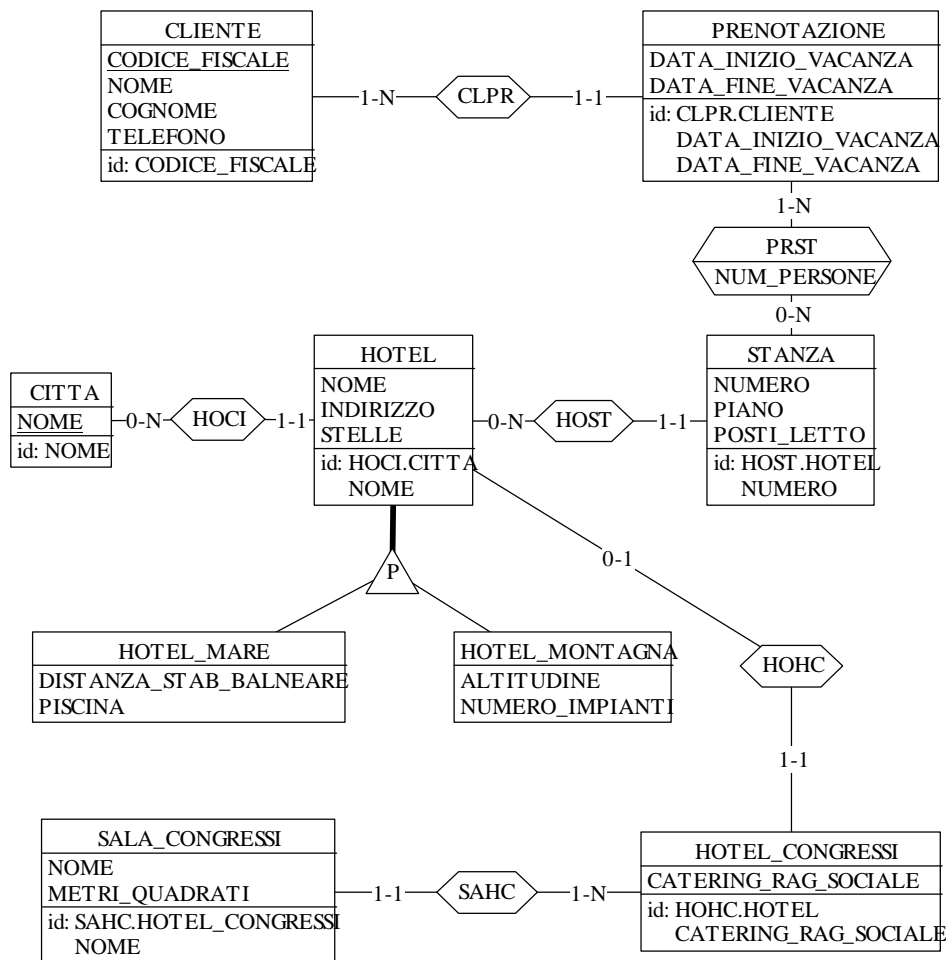 CLIENTE
CODICE_FISCALE
NOME
COGNOME
TELEFONO
id: CODICE_FISCALE
1-N
CLPR
1-1
PRENOTAZIONE
DATA_INIZIO_VACANZA
DATA_FINE_VACANZA
id: CLPR.CLIENTE
DATA_INIZIO_VACANZA
DATA_FINE_VACANZA
1-N
PRST
NUM_PERSONE
0-N
CITTA
NOME
id: NOME
0-N
HOCI
1-1
HOTEL
NOME
INDIRIZZO
STELLE
id: HOCI.CITTA
NOME
0-N
HOST
1-1
STANZA
NUMERO
PIANO
POSTI_LETTO
id: HOST.HOTEL
NUMERO
P
0-1
HOTEL_MARE
DISTANZA_STAB_BALNEARE
PISCINA
HOTEL_MONTAGNA
ALTITUDINE
NUMERO_IMPIANTI
HOHC
1-1
SALA_CONGRESSI
NOME
METRI_QUADRATI
id: SAHC.HOTEL_CONGRESSI
NOME
1-1
SAHC
1-N
HOTEL_CONGRESSI
CATERING_RAG_SOCIALE
id: HOHC.HOTEL
CATERING_RAG_SOCIALE